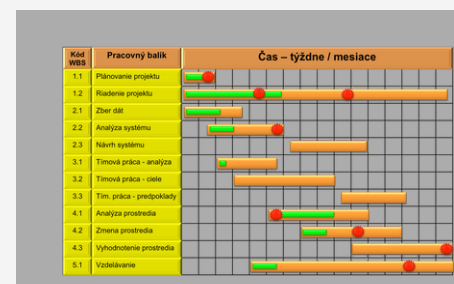 Kód WBS Pracovný balík Čas – týždne / mesiace
1.1 Plánovanie projektu
1.2 Riadenie projektu
2.1 Zber dát
2.2 Analýza systému
2.3 Návrh systému
3.1 Tímová práca - analýza
3.2 Tímová práca - ciele
3.3 Tím. práca - predpoklady
4.1 Analýza prostredia
4.2 Zmena prostredia
4.3 Vyhodnotenie prostredia
5.1 Vzdelávanie